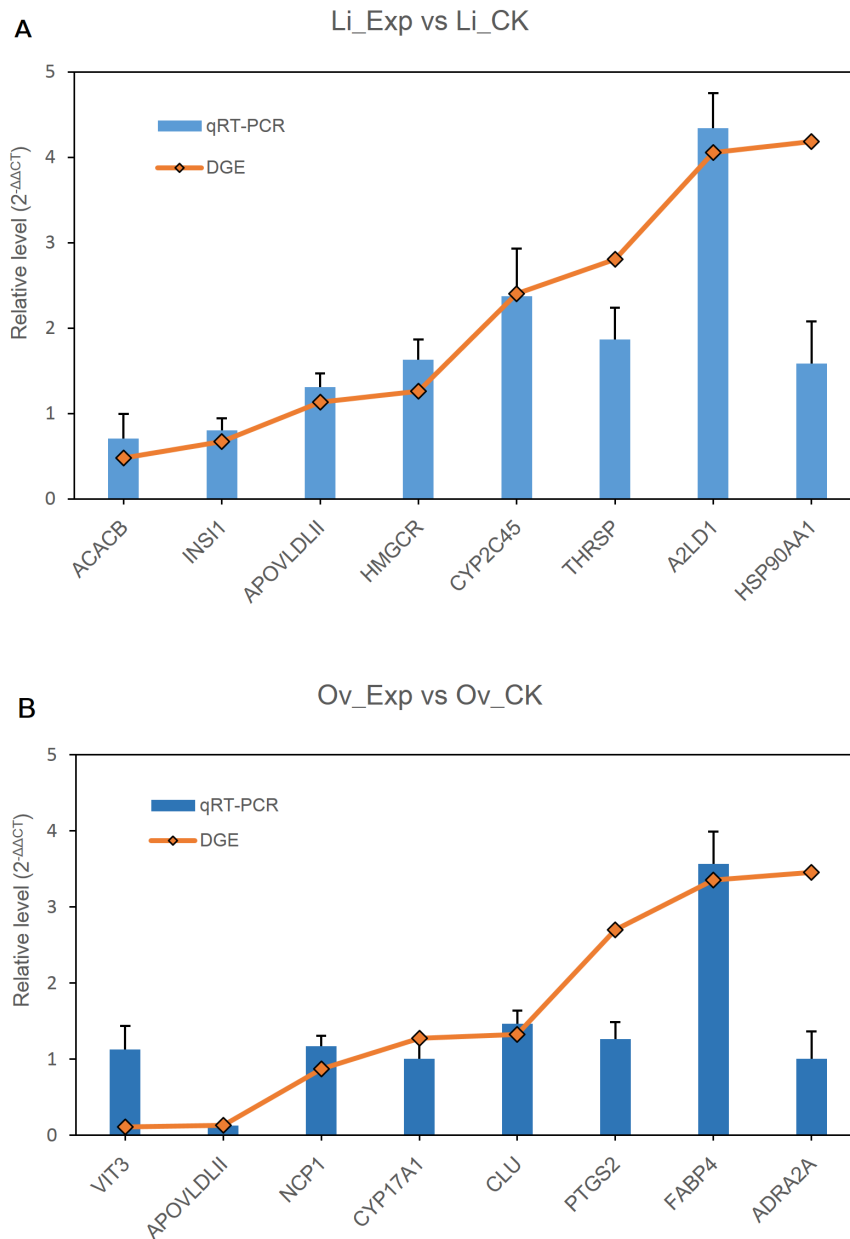 A
Li_Exp vs Li_CK
5
4
3
2
1
0
Relative level (2-ΔΔCT)
qRT-PCR
DGE
ACACB
INSI1
APOVLDLII
HMGCR
CYP2C45
THRSP
A2LD1
HSP90AA1
B
Ov_Exp vs Ov_CK
5
4
3
2
1
0
Relative level (2-ΔΔCT)
qRT-PCR
DGE
VIT3
APOVLDLII
NCP1
CYP17A1
CLU
PTGS2
FABP4
ADRA2A